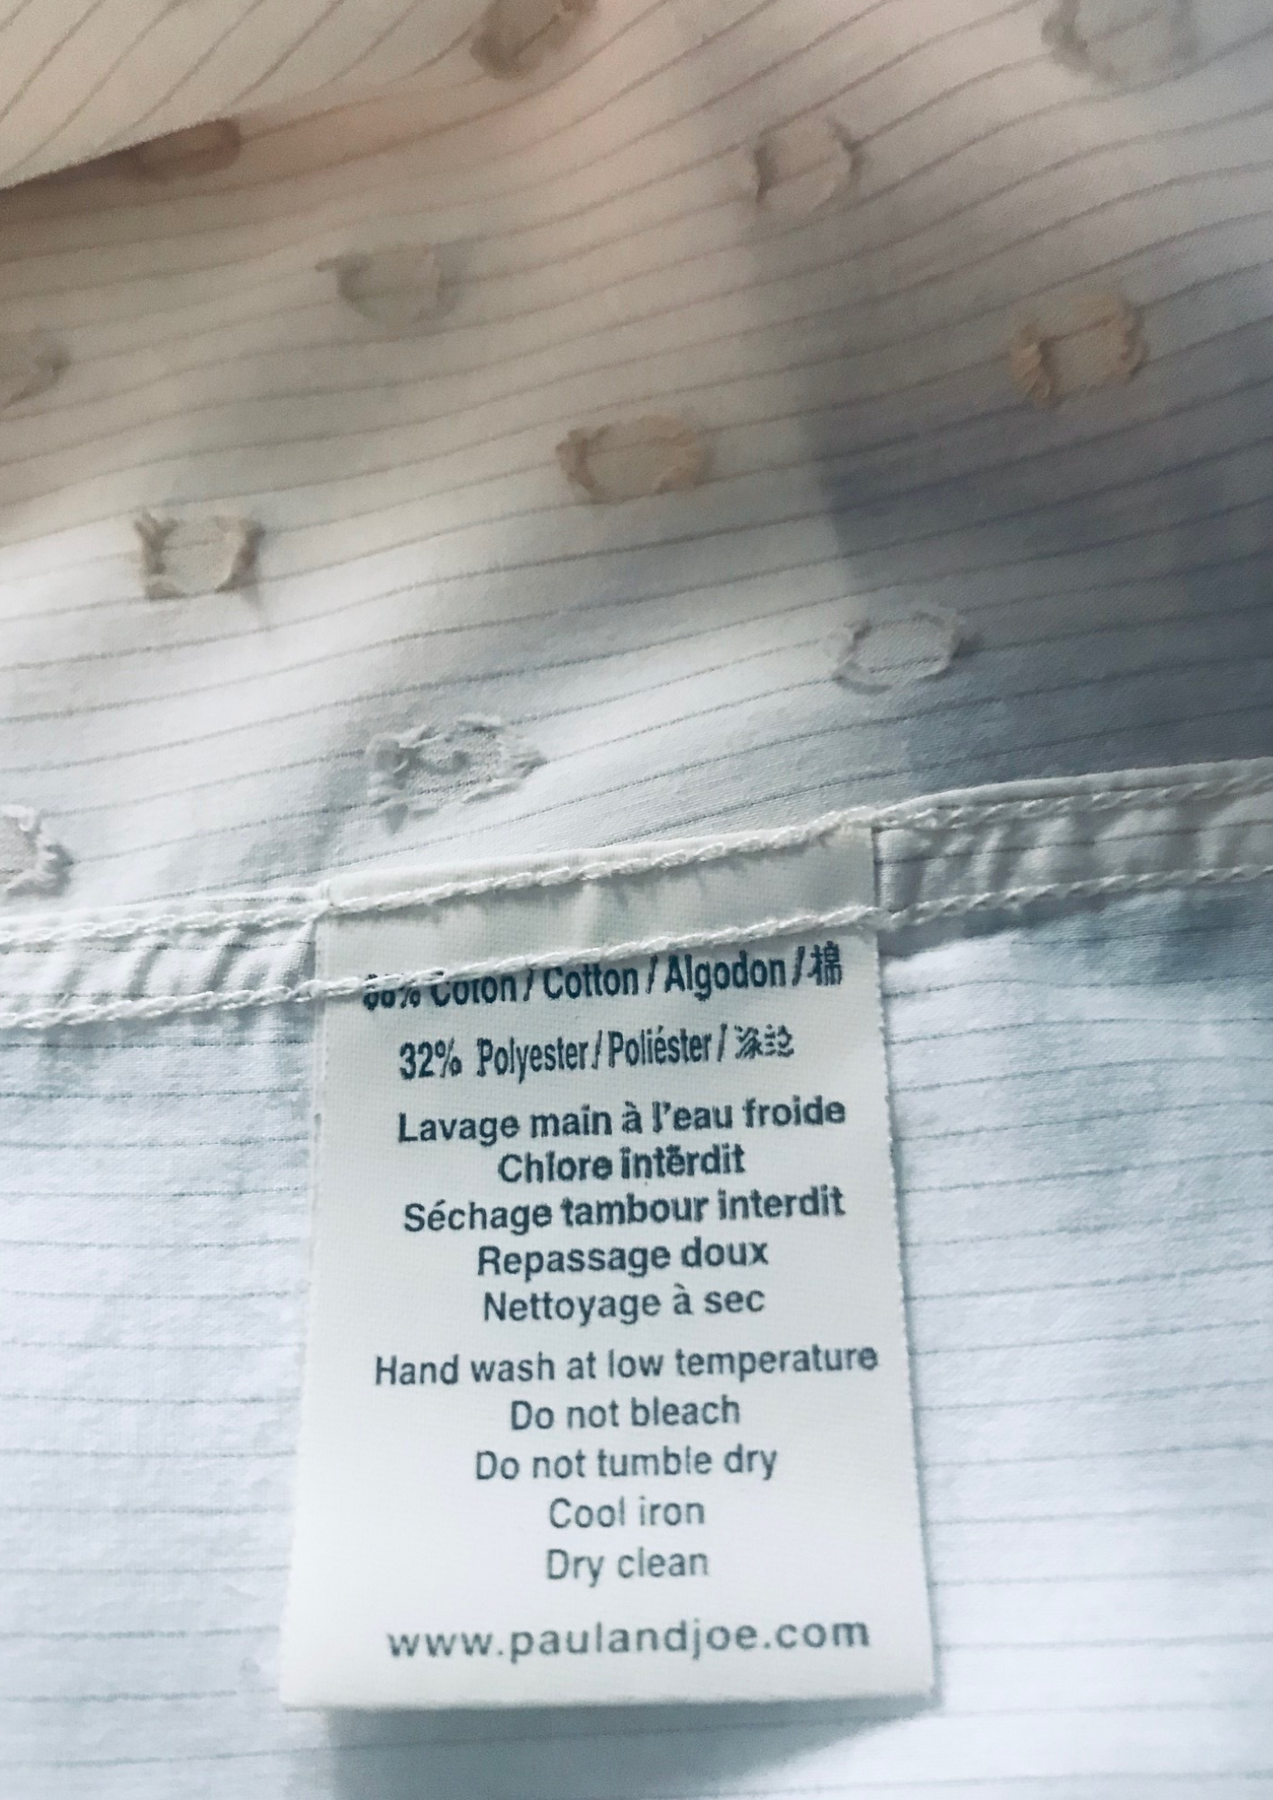 % Coton / Cotton / Algodon / 棉
32% Polyester / Poliéster / 涤纶
Lavage main à l'eau froide
Chlore interdit
Séchage tambour interdit
Repassage doux
Nettoyage à sec
Hand wash at low temperature
Do not bleach
Do not tumble dry
Cool iron
Dry clean
www.paulandjoe.com